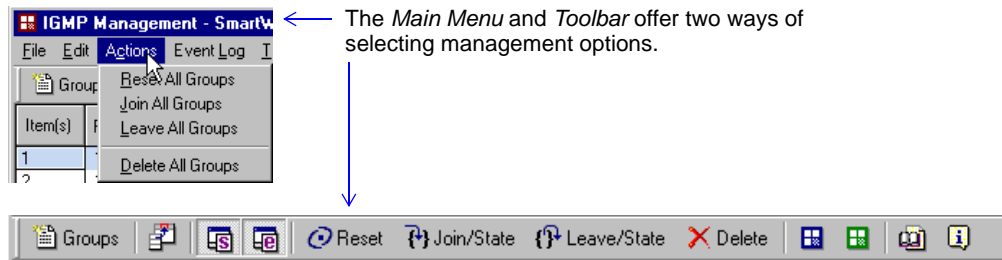 IGMP Management - SmartW
The Main Menu and Toolbar offer two ways of
selecting management options.
File Edit Actions Event Log T
Group
Reset All Groups
Join All Groups
Leave All Groups
Delete All Groups
Item(s)
1
2
Groups S e Reset Join/State Leave/State Delete